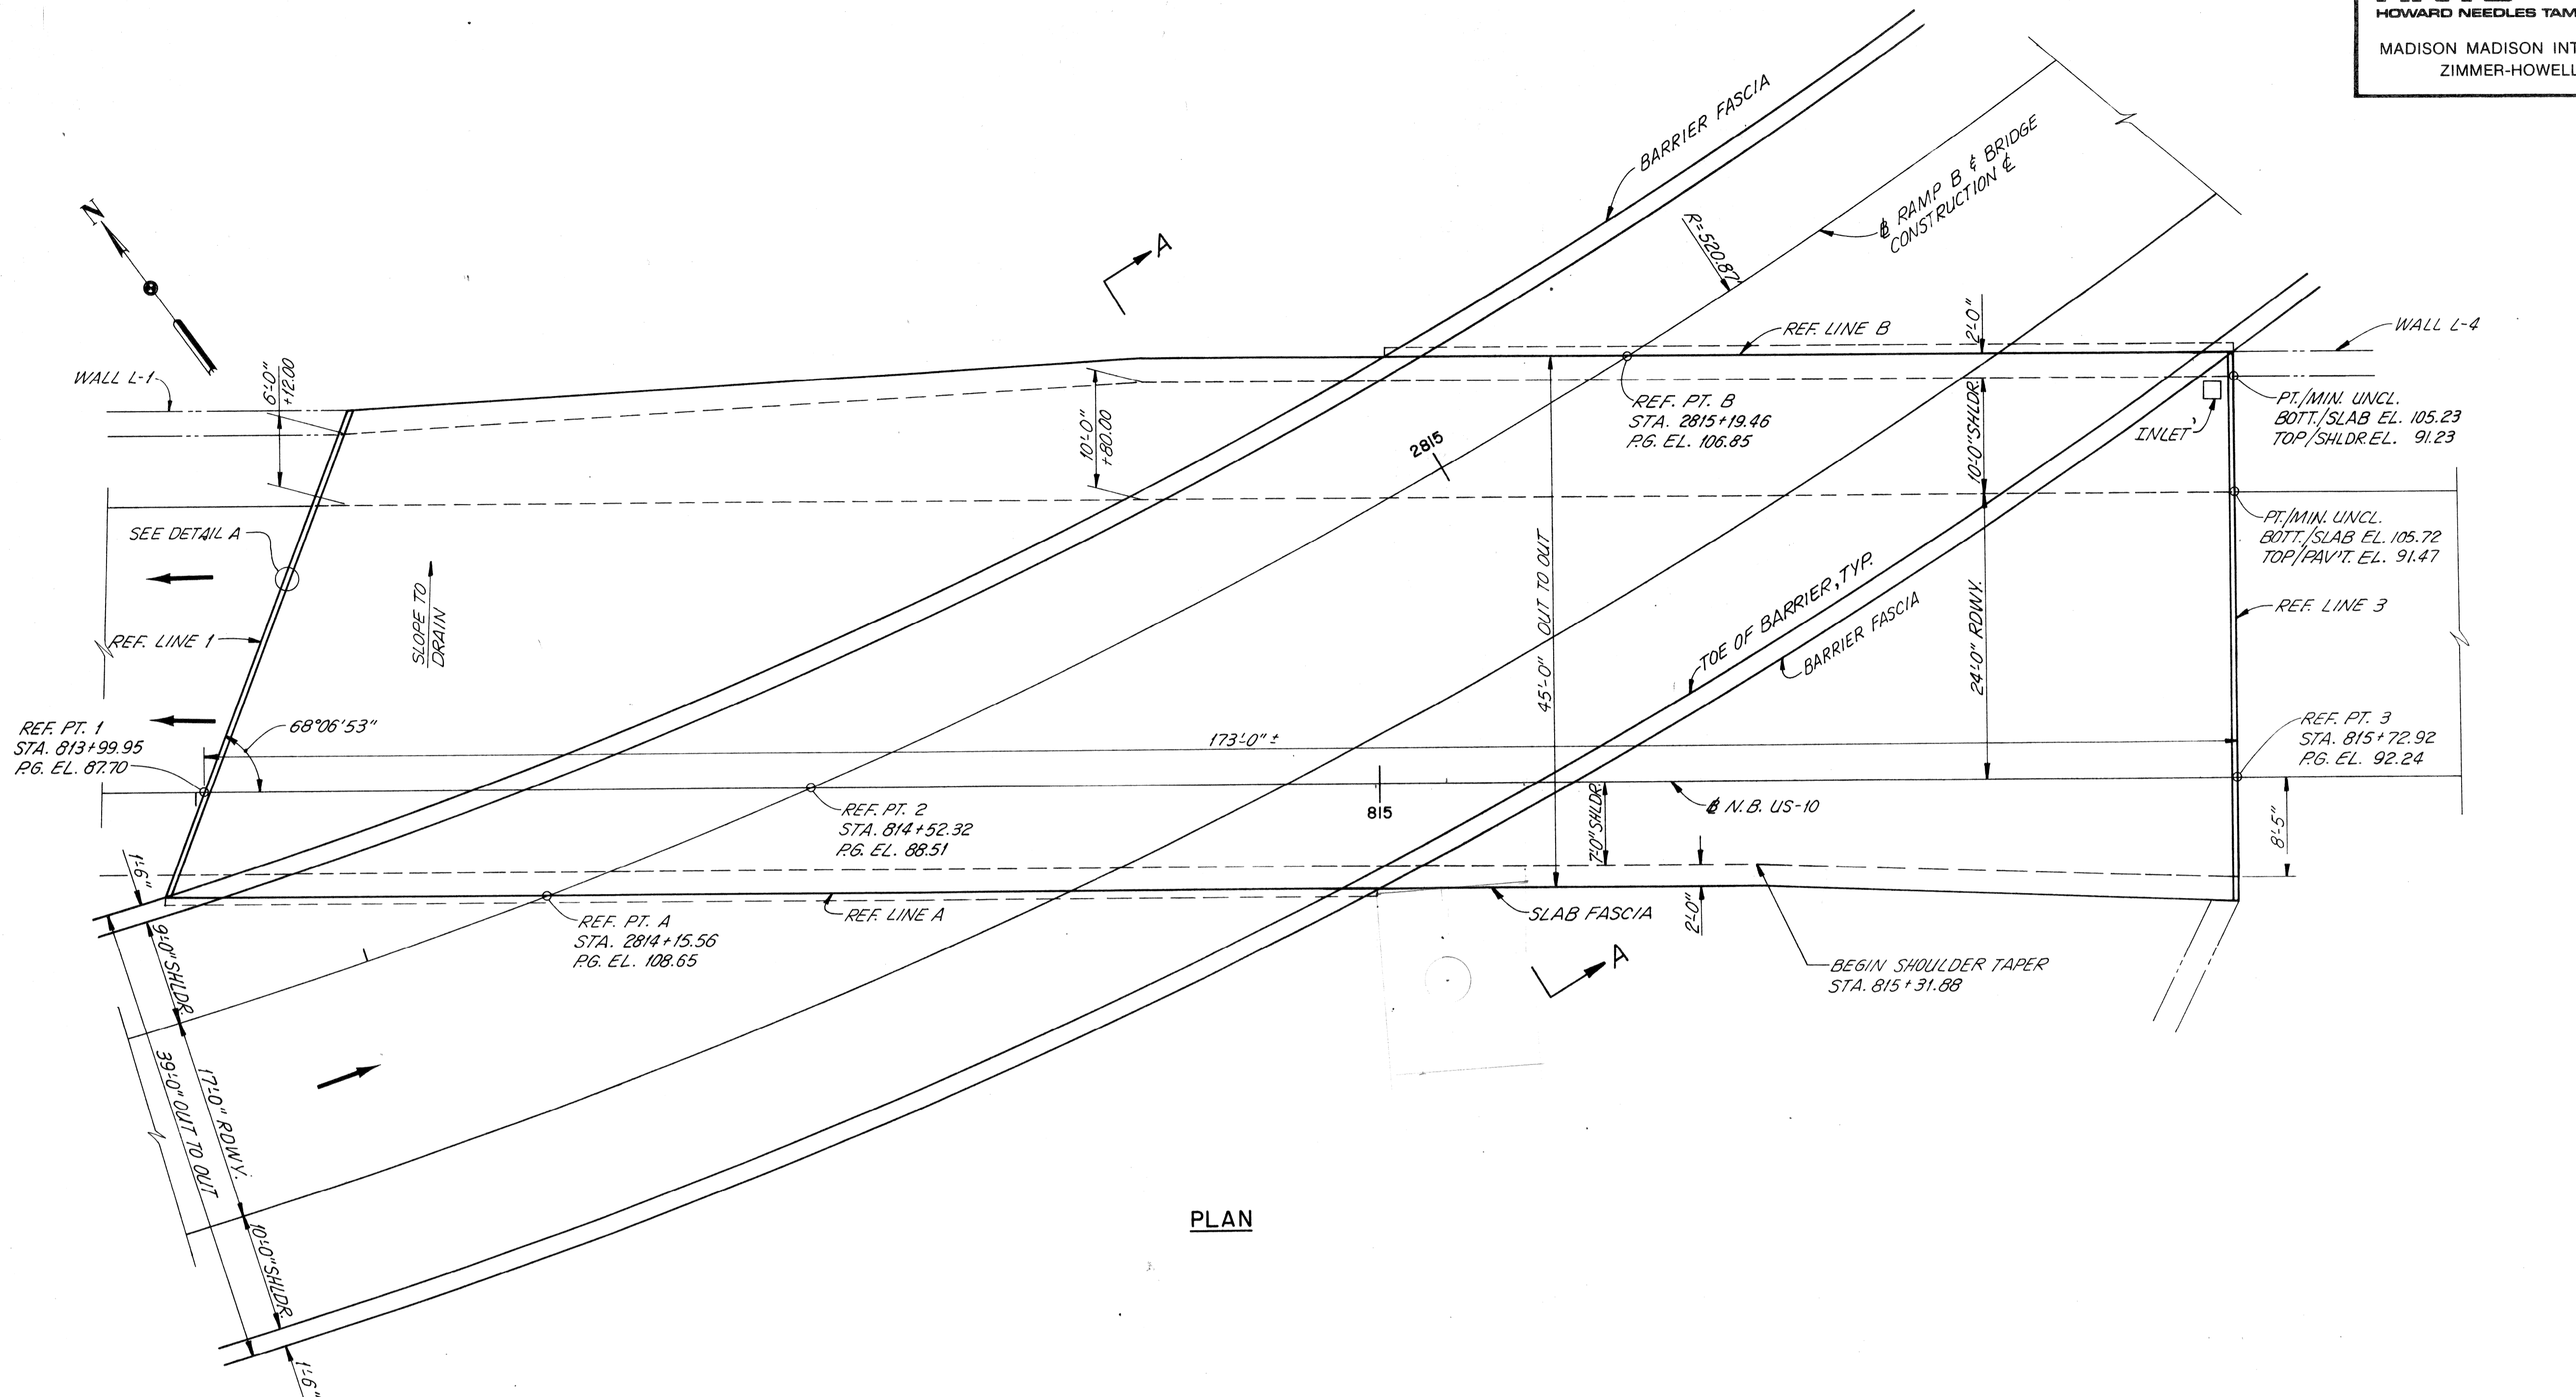 HOWARD NEEDLES TAM
MADISON MADISON INT
ZIMMER-HOWELL
N
A
BARRIER FASCIA
℄ RAMP B & BRIDGE
CONSTRUCTION ℄
R=520.87'
WALL L-1
6'-0"
+12.00
10'-0"
+80.00
REF. LINE B
2'-0"
WALL L-4
REF. PT. B
STA. 2815+19.46
P.G. EL. 106.85
2815
10'-0" SHLDR.
INLET
PT./MIN. UNCL.
BOTT./SLAB EL. 105.23
TOP/SHLDR. EL. 91.23
SEE DETAIL A
SLOPE TO
DRAIN
45'-0" OUT TO OUT
PT./MIN. UNCL.
BOTT./SLAB EL. 105.72
TOP/PAV'T. EL. 91.47
REF. LINE 1
TOE OF BARRIER, TYP.
BARRIER FASCIA
24'-0" RDWY.
REF. LINE 3
REF. PT. 1
STA. 813+99.95
P.G. EL. 87.70
68°06'53"
173'-0" ±
REF. PT. 3
STA. 815+72.92
P.G. EL. 92.24
REF. PT. 2
STA. 814+52.32
P.G. EL. 88.51
815
7'-0" SHLDR.
℄ N.B. US-10
8'-5"
1'-6"
REF. PT. A
STA. 2814+15.56
P.G. EL. 108.65
REF. LINE A
SLAB FASCIA
2'-0"
A
BEGIN SHOULDER TAPER
STA. 815+31.88
9'-0" SHLDR.
17'-0" RDWY.
39'-0" OUT TO OUT
10'-0" SHLDR.
1'-6"
PLAN